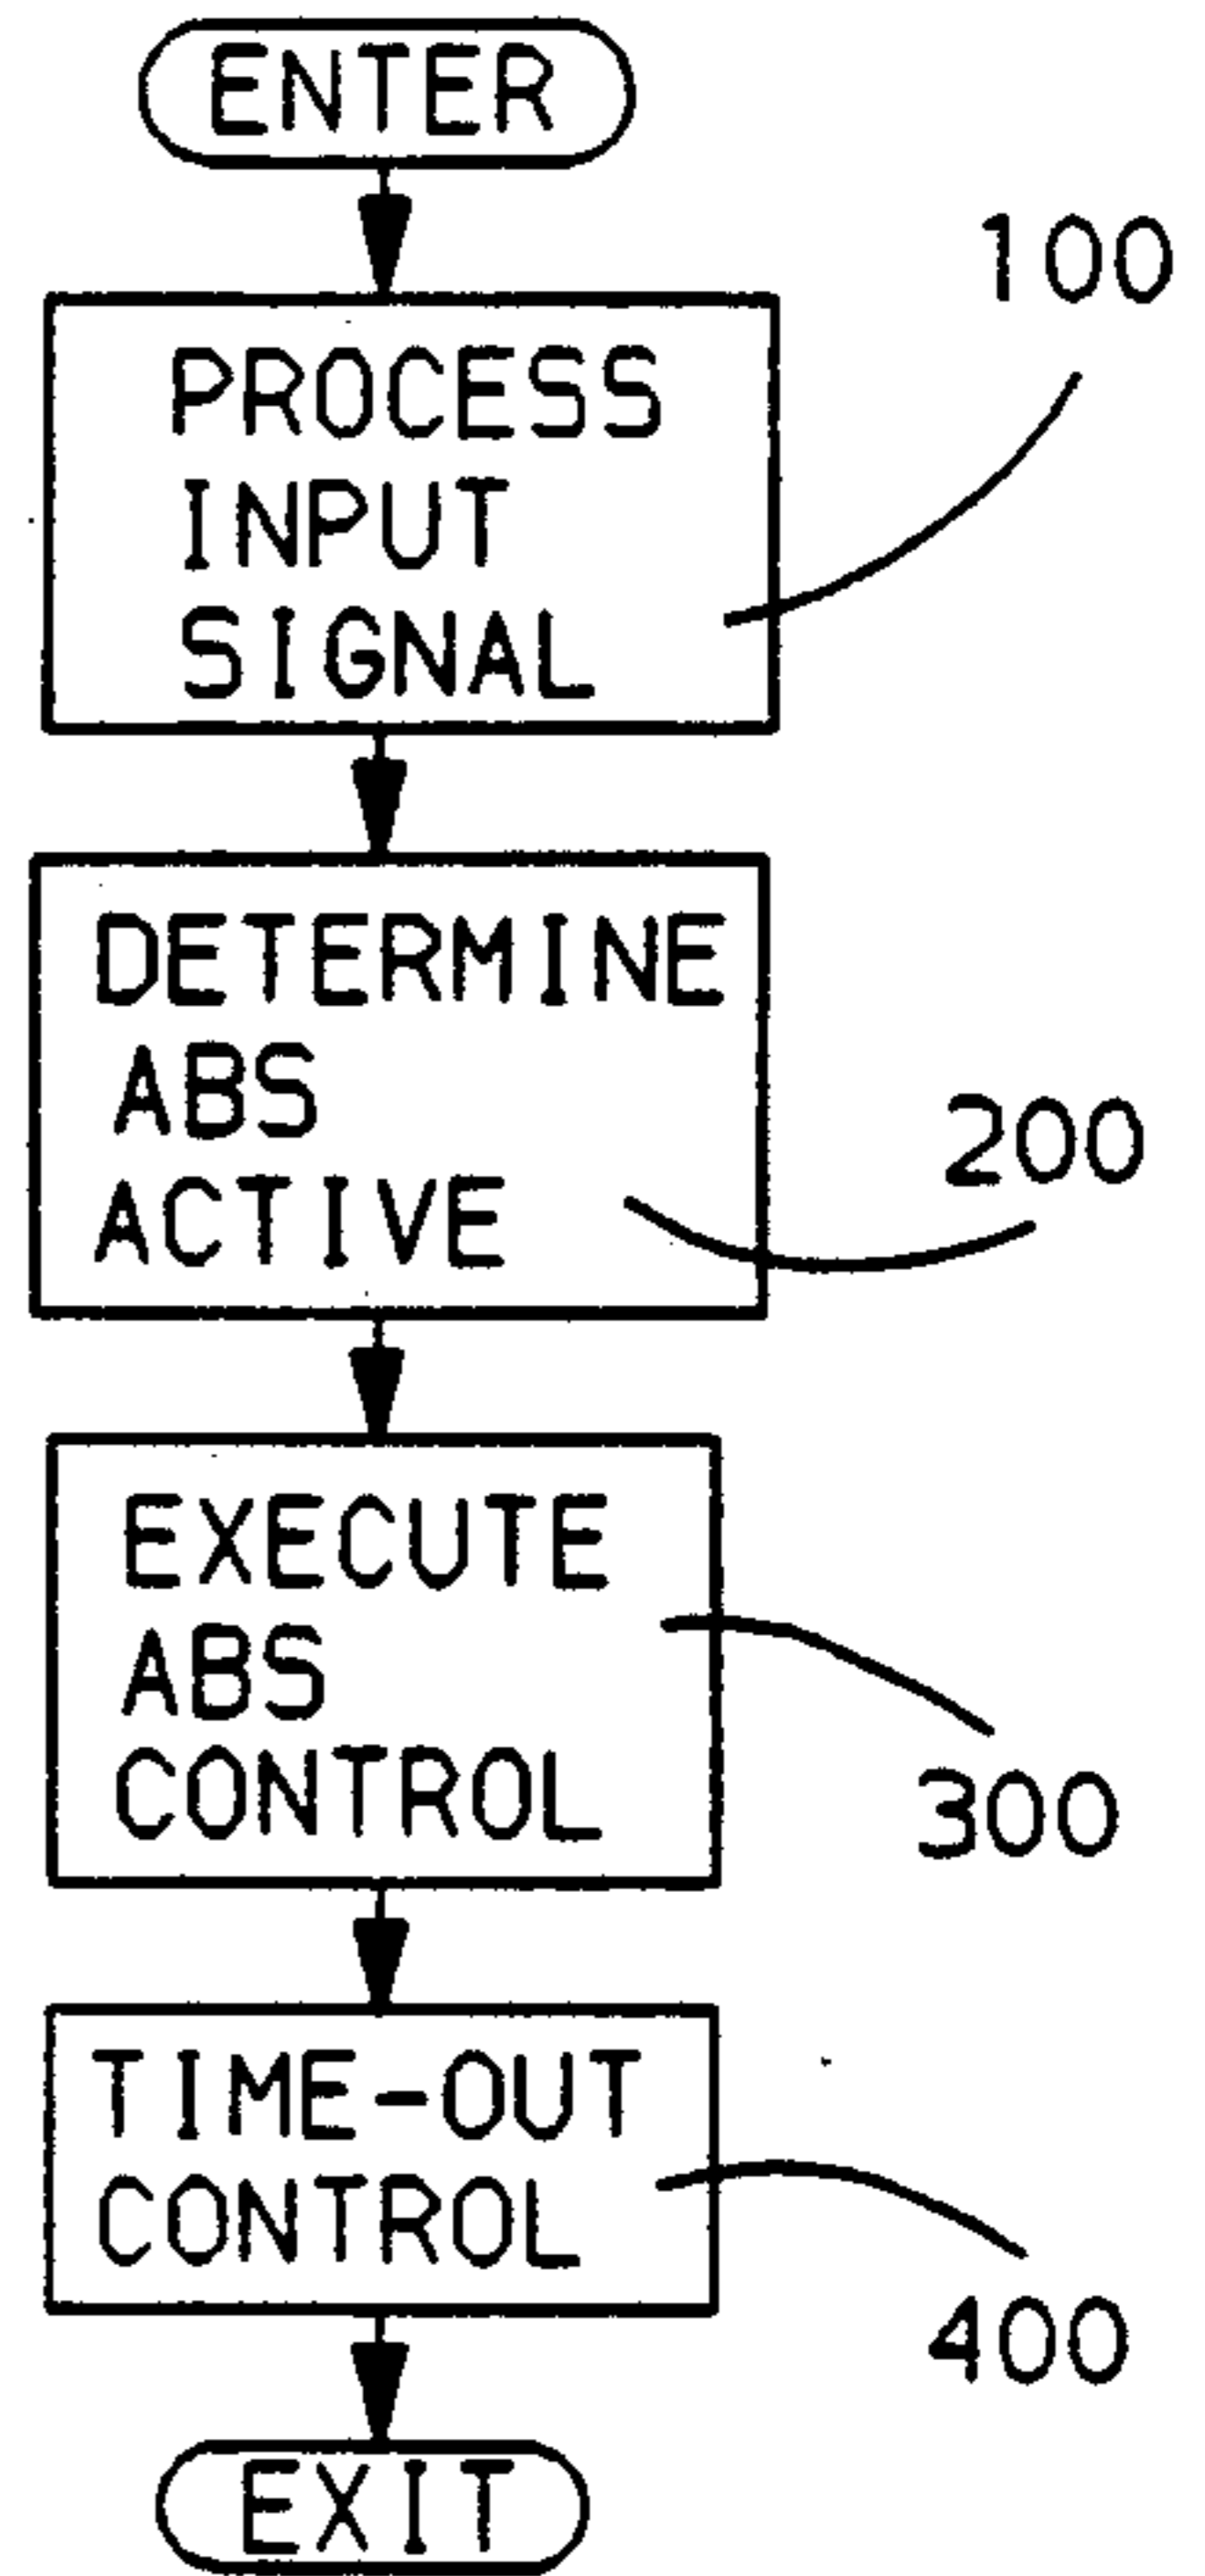 ENTER
100
PROCESS
INPUT
SIGNAL
DETERMINE
ABS
ACTIVE
200
EXECUTE
ABS
CONTROL
300
TIME-OUT
CONTROL
400
EXIT